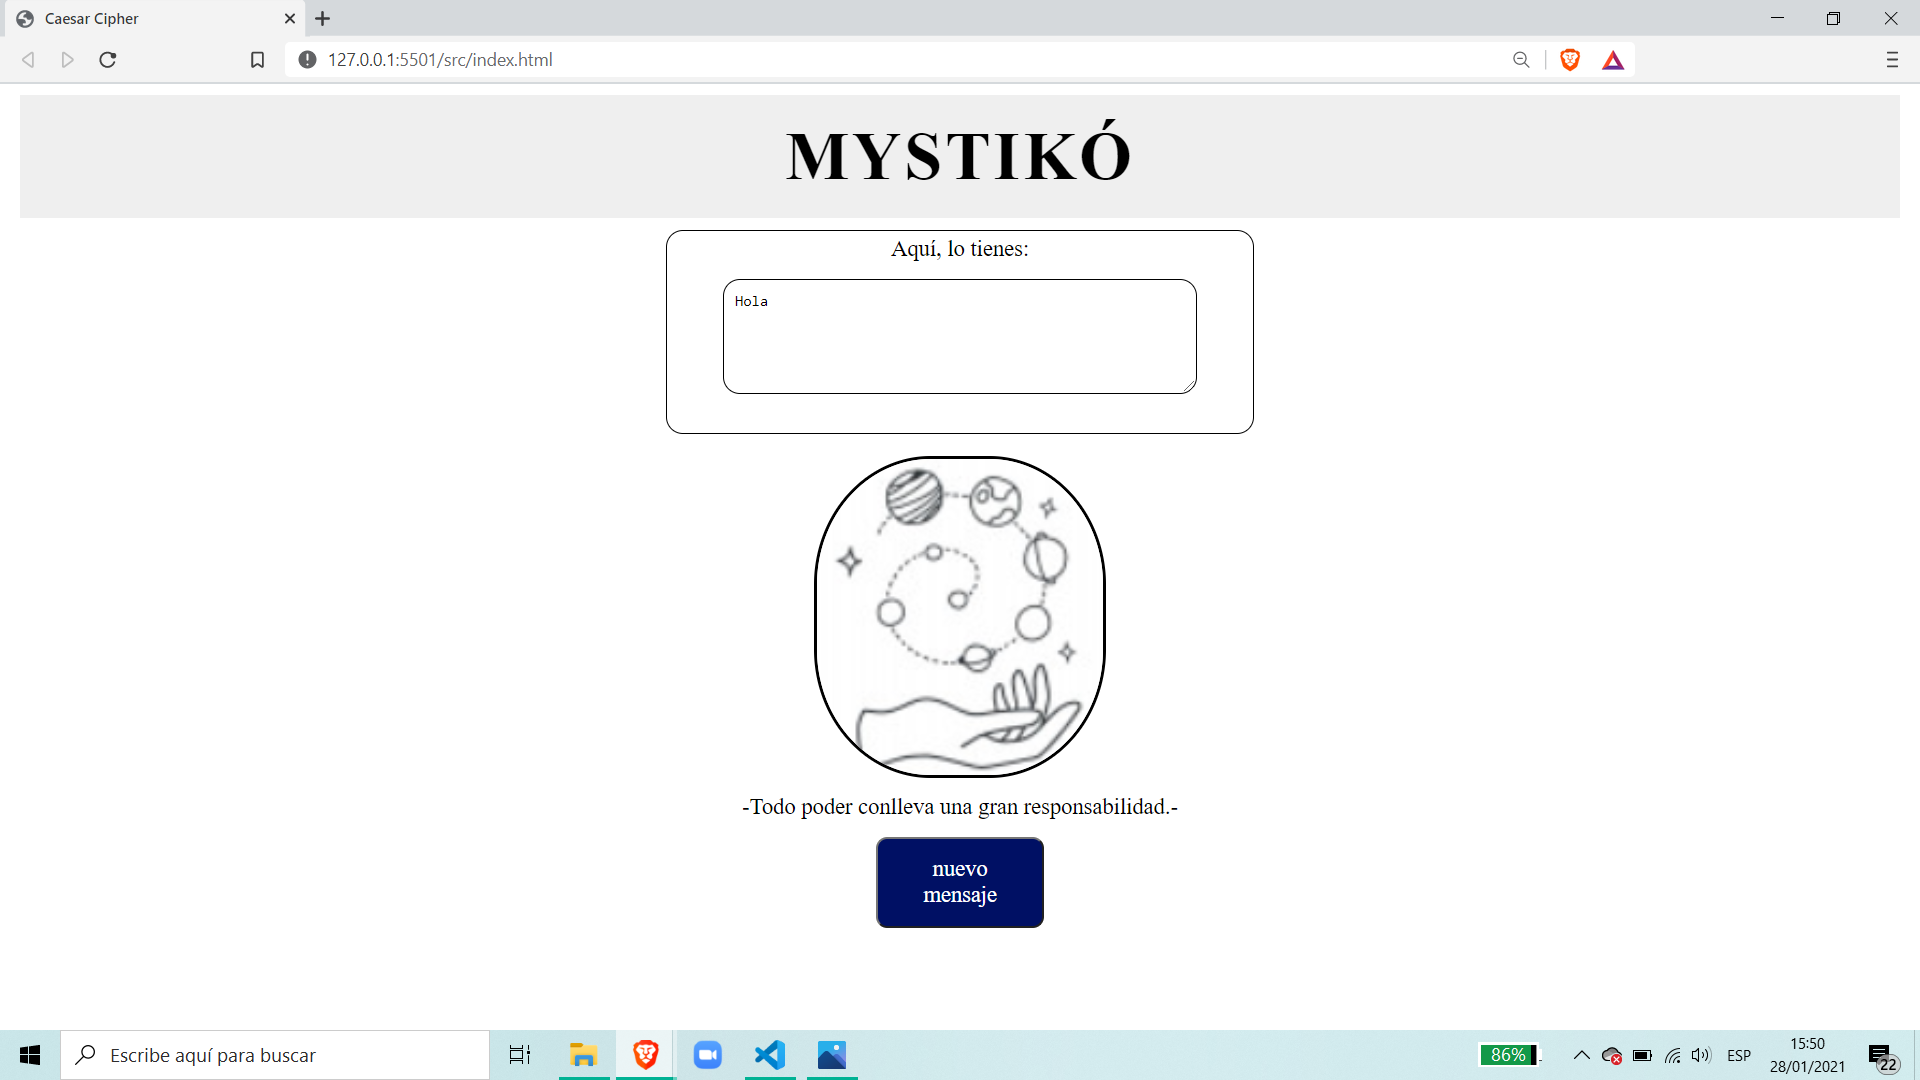 Caesar Cipher
127.0.0.1:5501/src/index.html
MYSTIKÓ
Aquí, lo tienes:
Hola
-Todo poder conlleva una gran responsabilidad.-
nuevo
mensaje
Escribe aquí para buscar
86%
ESP
15:50
28/01/2021
22